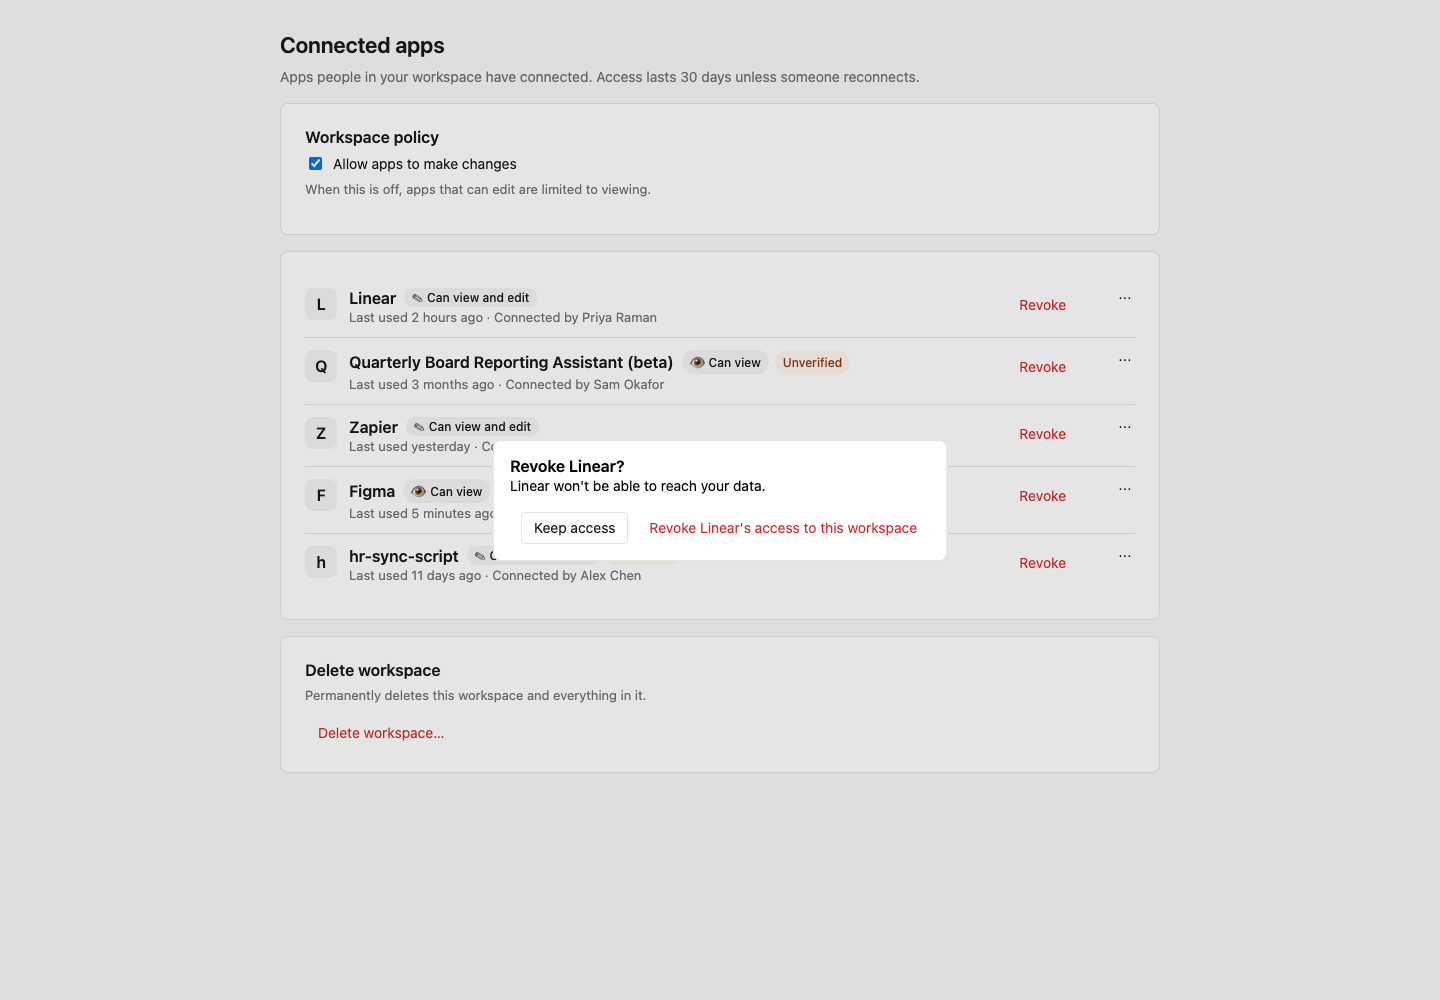 Connected apps
Apps people in your workspace have connected. Access lasts 30 days unless someone reconnects.
Workspace policy
Allow apps to make changes
When this is off, apps that can edit are limited to viewing.
L Linear ✎ Can view and edit Revoke ...
Last used 2 hours ago · Connected by Priya Raman
Q Quarterly Board Reporting Assistant (beta) Can view Unverified Revoke ...
Last used 3 months ago · Connected by Sam Okafor
Z Zapier ✎ Can view and edit Revoke ...
Last used yesterday ·
Revoke Linear?
Linear won't be able to reach your data.
Keep access Revoke Linear's access to this workspace
F Figma Can view Revoke ...
Last used 5 minutes
h hr-sync-script Revoke ...
Last used 11 days ago · Connected by Alex Chen
Delete workspace
Permanently deletes this workspace and everything in it.
Delete workspace...